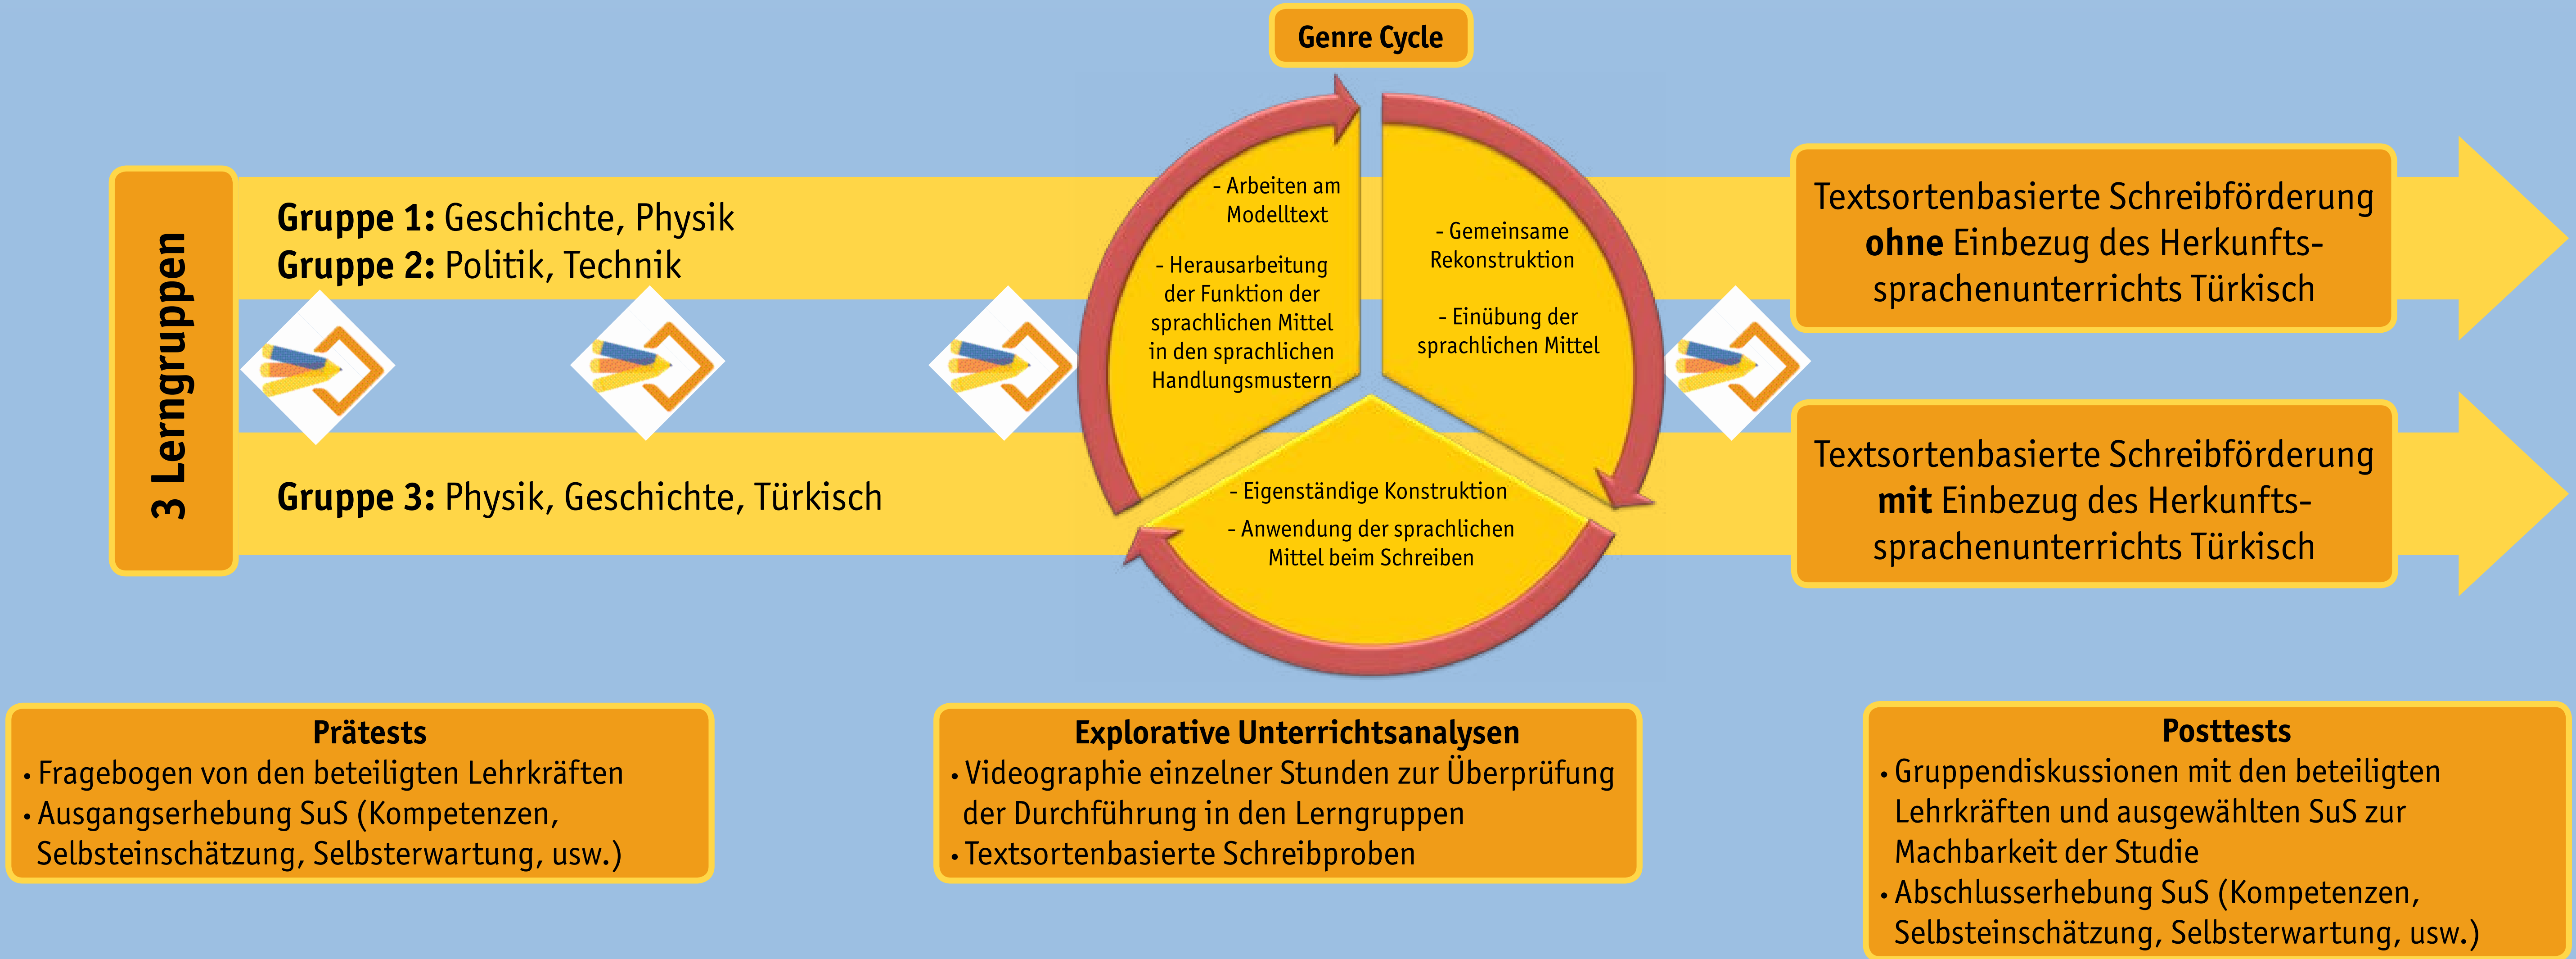 Genre Cycle
3 Lerngruppen
Gruppe 1: Geschichte, Physik
Gruppe 2: Politik, Technik
Gruppe 3: Physik, Geschichte, Türkisch
- Arbeiten am
Modelltext
- Herausarbeitung
der Funktion der
sprachlichen Mittel
in den sprachlichen
Handlungsmustern
- Gemeinsame
Rekonstruktion
- Einübung der
sprachlichen Mittel
- Eigenständige Konstruktion
- Anwendung der sprachlichen
Mittel beim Schreiben
Textsortenbasierte Schreibförderung
ohne Einbezug des Herkunfts-
sprachenunterrichts Türkisch
Textsortenbasierte Schreibförderung
mit Einbezug des Herkunfts-
sprachenunterrichts Türkisch
Prätests
• Fragebogen von den beteiligten Lehrkräften
• Ausgangserhebung SuS (Kompetenzen,
Selbsteinschätzung, Selbsterwartung, usw.)
Explorative Unterrichtsanalysen
• Videographie einzelner Stunden zur Überprüfung
der Durchführung in den Lerngruppen
• Textsortenbasierte Schreibproben
Posttests
• Gruppendiskussionen mit den beteiligten
Lehrkräften und ausgewählten SuS zur
Machbarkeit der Studie
• Abschlusserhebung SuS (Kompetenzen,
Selbsteinschätzung, Selbsterwartung, usw.)